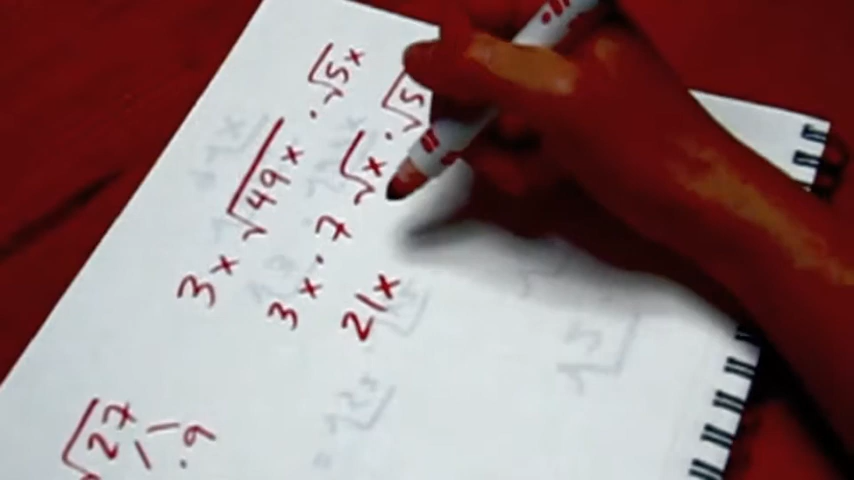 3x √49x · √5x
3x · 7 √x · √5
21x
√27
· 9